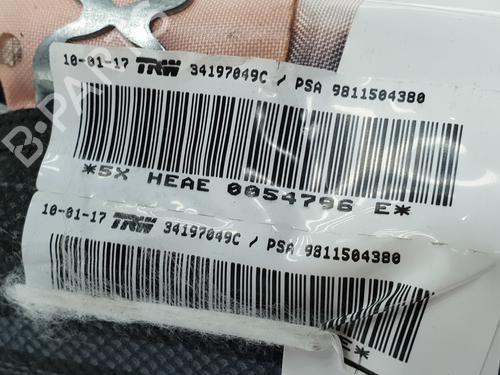 10-01-17 TRW 34197049C / PSA 9811504380
*5X HEAE 0054796 E*
10-01-17 TRW 34197049C / PSA 9811504380
E*
B-PARTS